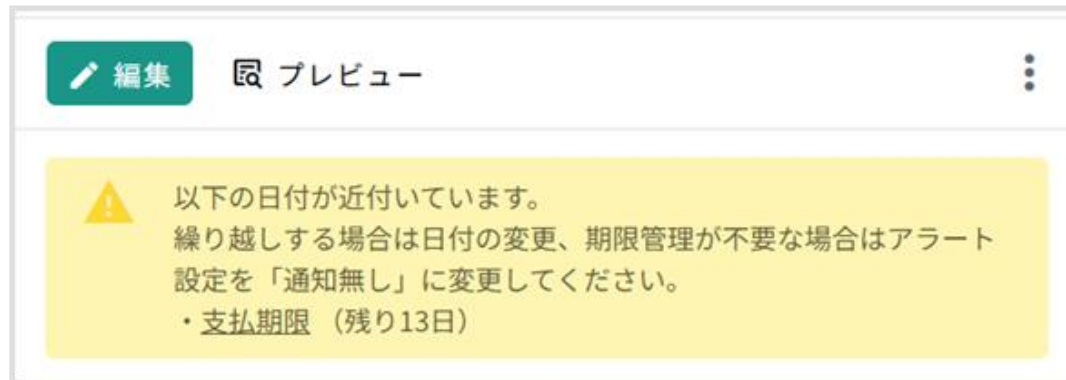 編集 プレビュー
以下の日付が近付いています。
繰り越しする場合は日付の変更、期限管理が不要な場合はアラート
設定を「通知無し」に変更してください。
・支払期限 （残り13日）